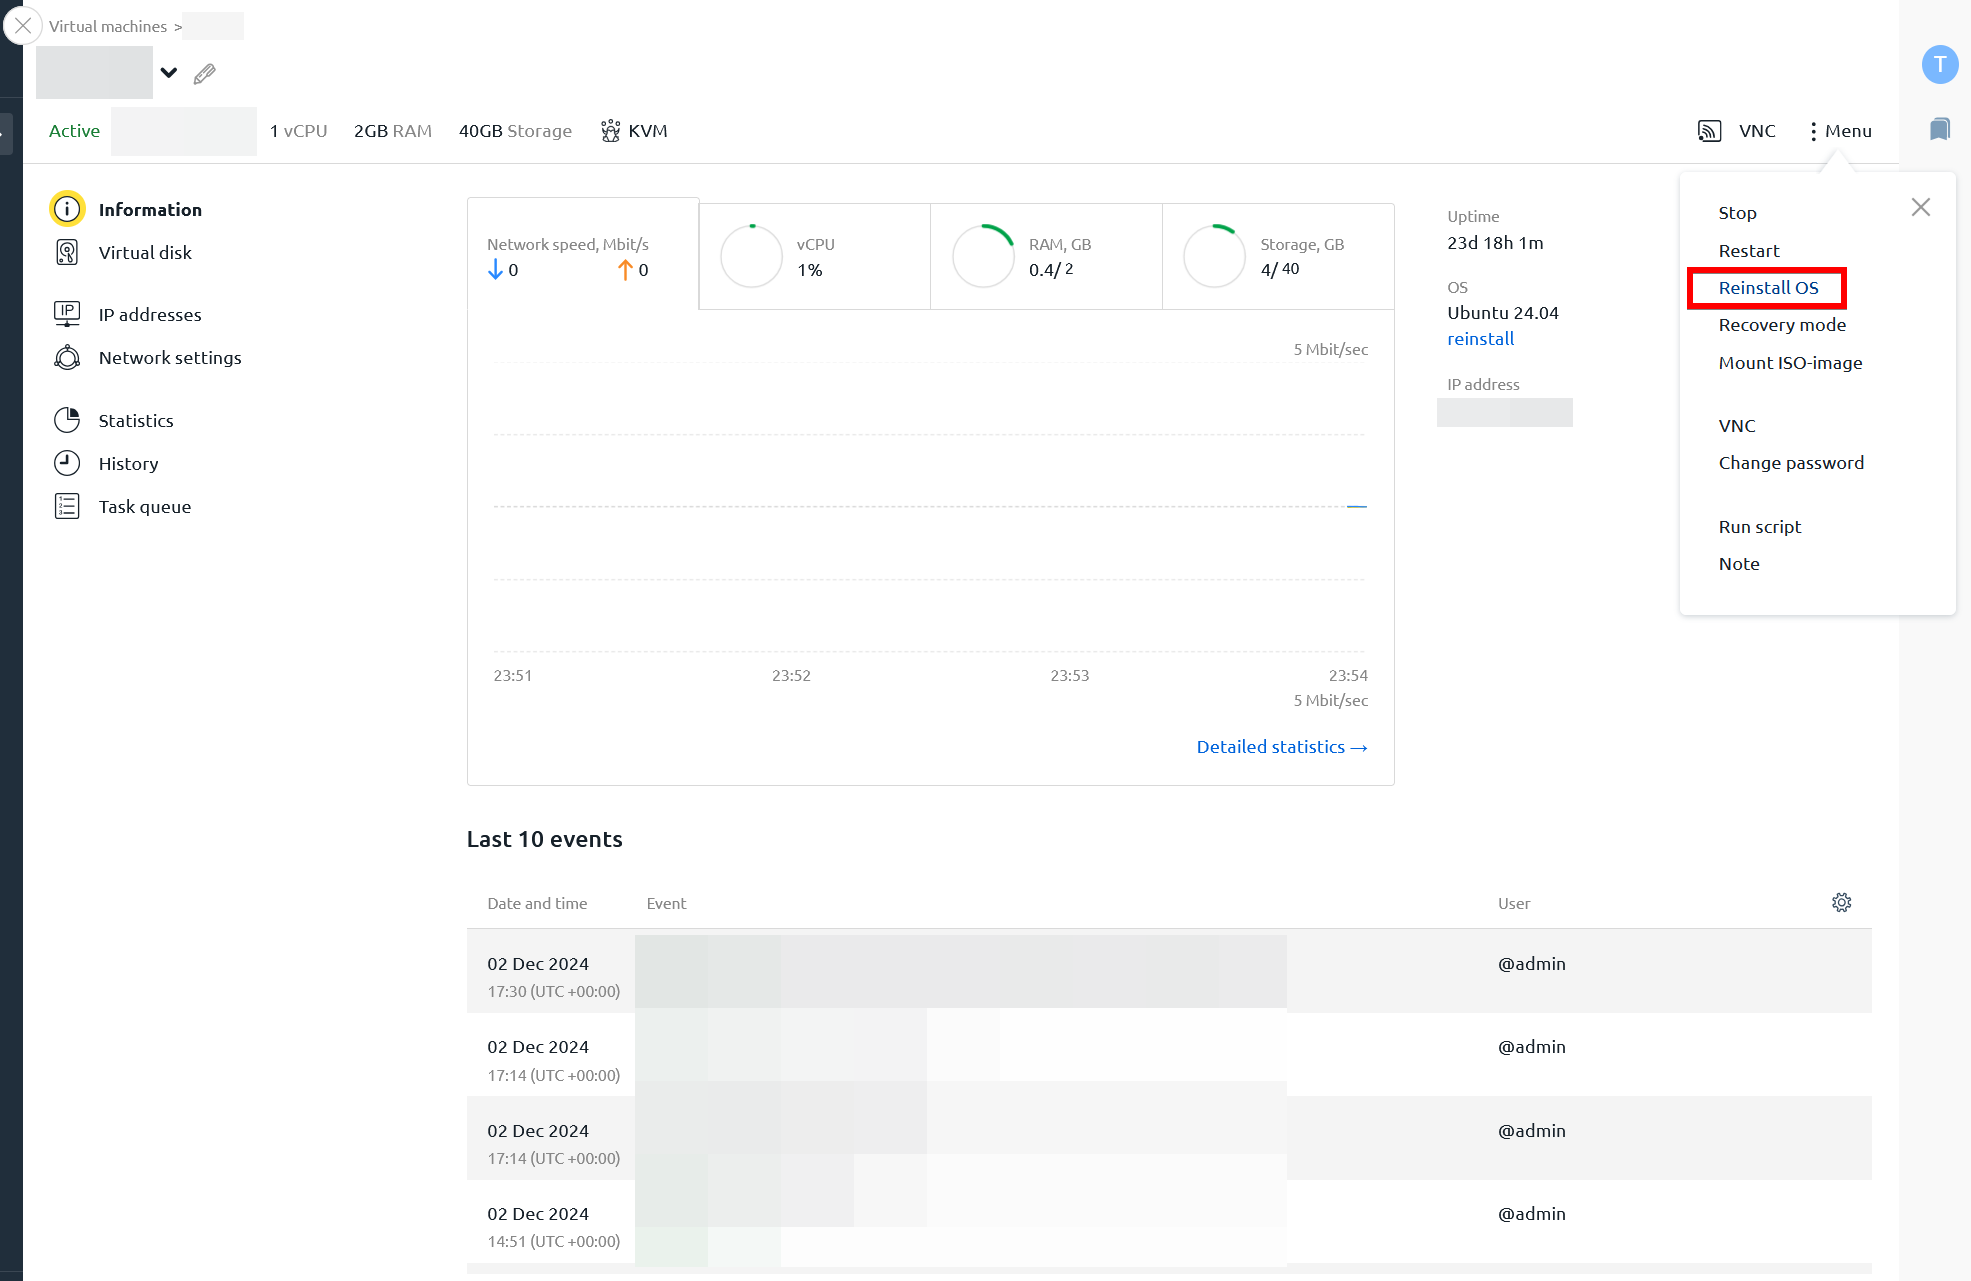 Virtual machines >
T
Active
1 vCPU
2GB RAM
40GB Storage
KVM
VNC
Menu
Information
Virtual disk
IP
IP addresses
Network settings
Statistics
History
Task queue
Network speed, Mbit/s
0
0
vCPU
1%
RAM, GB
0.4/ 2
Storage, GB
4/ 40
5 Mbit/sec
23:51
23:52
23:53
23:54
5 Mbit/sec
Detailed statistics →
Uptime
23d 18h 1m
OS
Ubuntu 24.04
reinstall
IP address
Stop
Restart
Reinstall OS
Recovery mode
Mount ISO-image
VNC
Change password
Run script
Note
Last 10 events
Date and time
Event
User
02 Dec 2024
17:30 (UTC +00:00)
@admin
02 Dec 2024
17:14 (UTC +00:00)
@admin
02 Dec 2024
17:14 (UTC +00:00)
@admin
02 Dec 2024
14:51 (UTC +00:00)
@admin